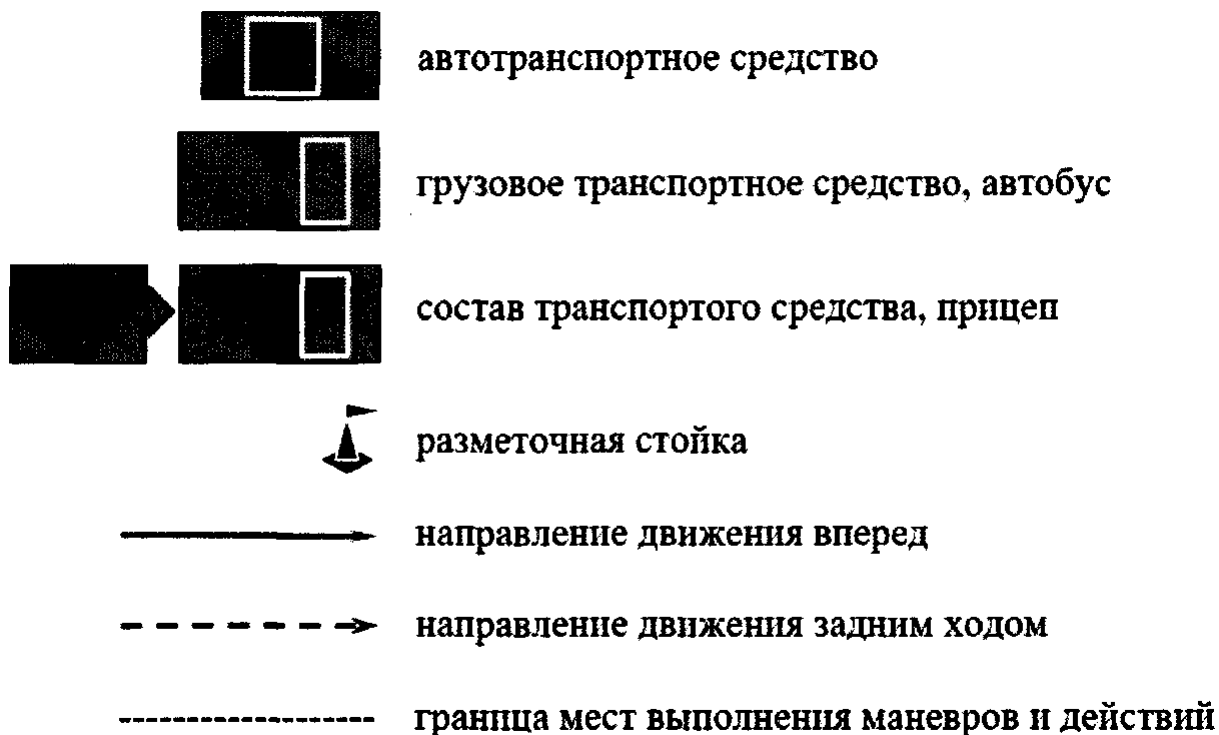 автотранспортное средство
грузовое транспортное средство, автобус
состав транспортого средства, прицеп
разметочная стойка
направление движения вперед
направление движения задним ходом
граница мест выполнения маневров и действий